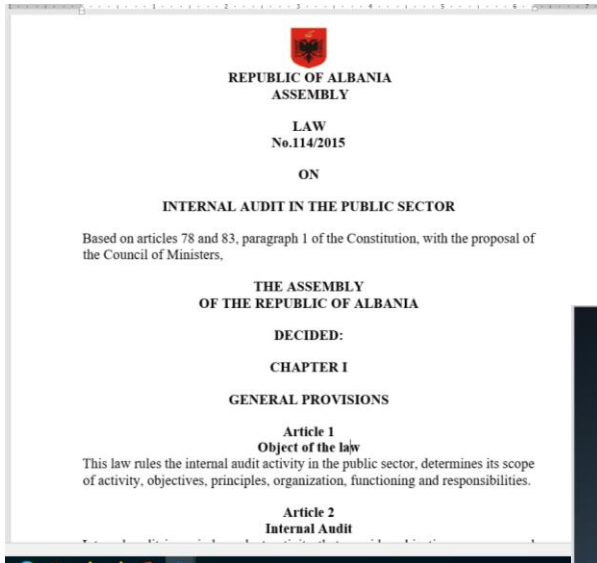 REPUBLIC OF ALBANIA
ASSEMBLY
LAW
No.114/2015
ON
INTERNAL AUDIT IN THE PUBLIC SECTOR
Based on articles 78 and 83, paragraph 1 of the Constitution, with the proposal of
the Council of Ministers,
THE ASSEMBLY
OF THE REPUBLIC OF ALBANIA
DECIDED:
CHAPTER I
GENERAL PROVISIONS
Article 1
Object of the law
This law rules the internal audit activity in the public sector, determines its scope
of activity, objectives, principles, organization, functioning and responsibilities.
Article 2
Internal Audit